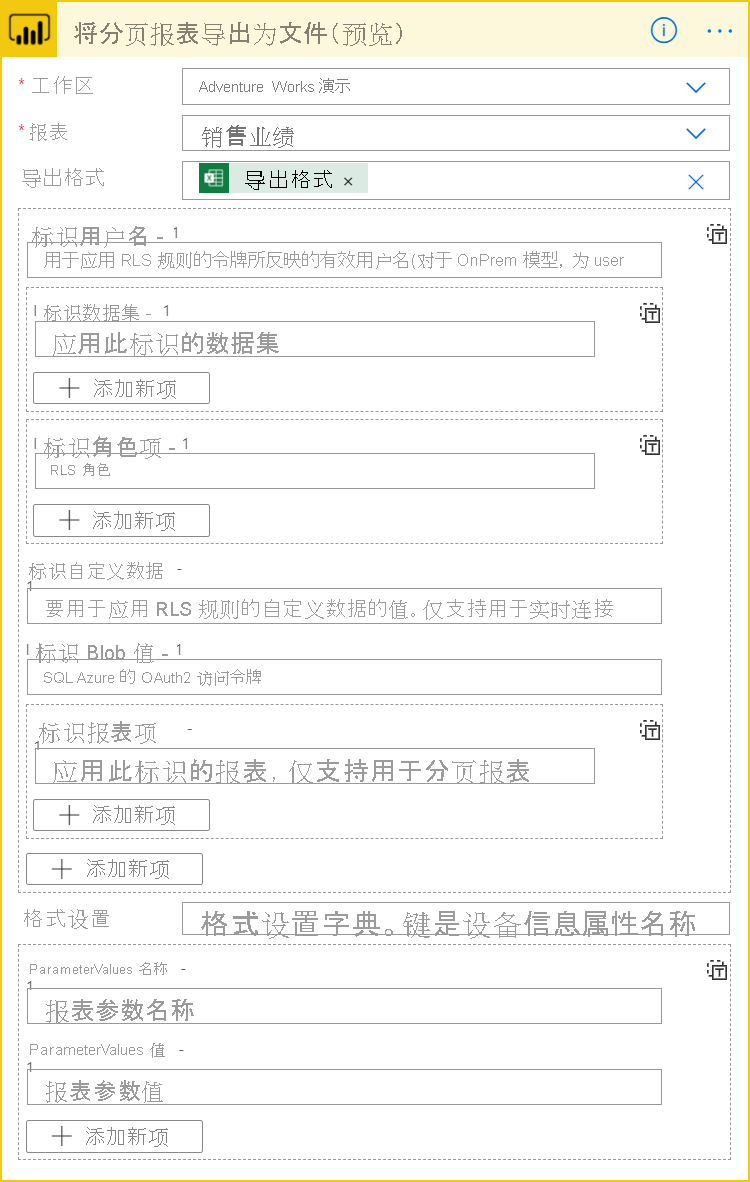 将分页报表导出为文件(预览)
* 工作区
Adventure Works 演示
* 报表
销售业绩
导出格式
导出格式 ×
标识用户名 - 1
用于应用 RLS 规则的令牌所反映的有效用户名(对于 OnPrem 模型, 为 user
标识数据集 - 1
应用此标识的数据集
添加新项
标识角色项 - 1
RLS 角色
添加新项
标识自定义数据 -
1
要用于应用 RLS 规则的自定义数据的值。仅支持用于实时连接
标识 Blob 值 - 1
SQL Azure 的 OAuth2 访问令牌
标识报表项 -
1
应用此标识的报表, 仅支持用于分页报表
添加新项
添加新项
格式设置
格式设置字典。键是设备信息属性名称
ParameterValues 名称 -
1
报表参数名称
ParameterValues 值 -
1
报表参数值
添加新项